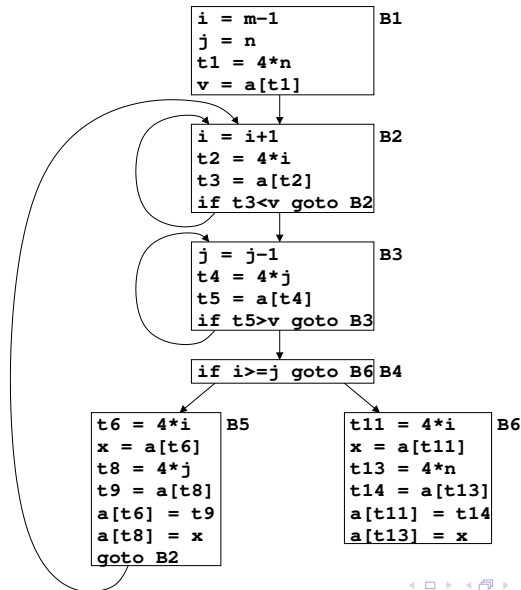 i = m-1 B1
j = n
t1 = 4*n
v = a[t1]
i = i+1 B2
t2 = 4*i
t3 = a[t2]
if t3<v goto B2
j = j-1 B3
t4 = 4*j
t5 = a[t4]
if t5>v goto B3
if i>=j goto B6 B4
t6 = 4*i B5
x = a[t6]
t8 = 4*j
t9 = a[t8]
a[t6] = t9
a[t8] = x
goto B2
t11 = 4*i B6
x = a[t11]
t13 = 4*n
t14 = a[t13]
a[t11] = t14
a[t13] = x